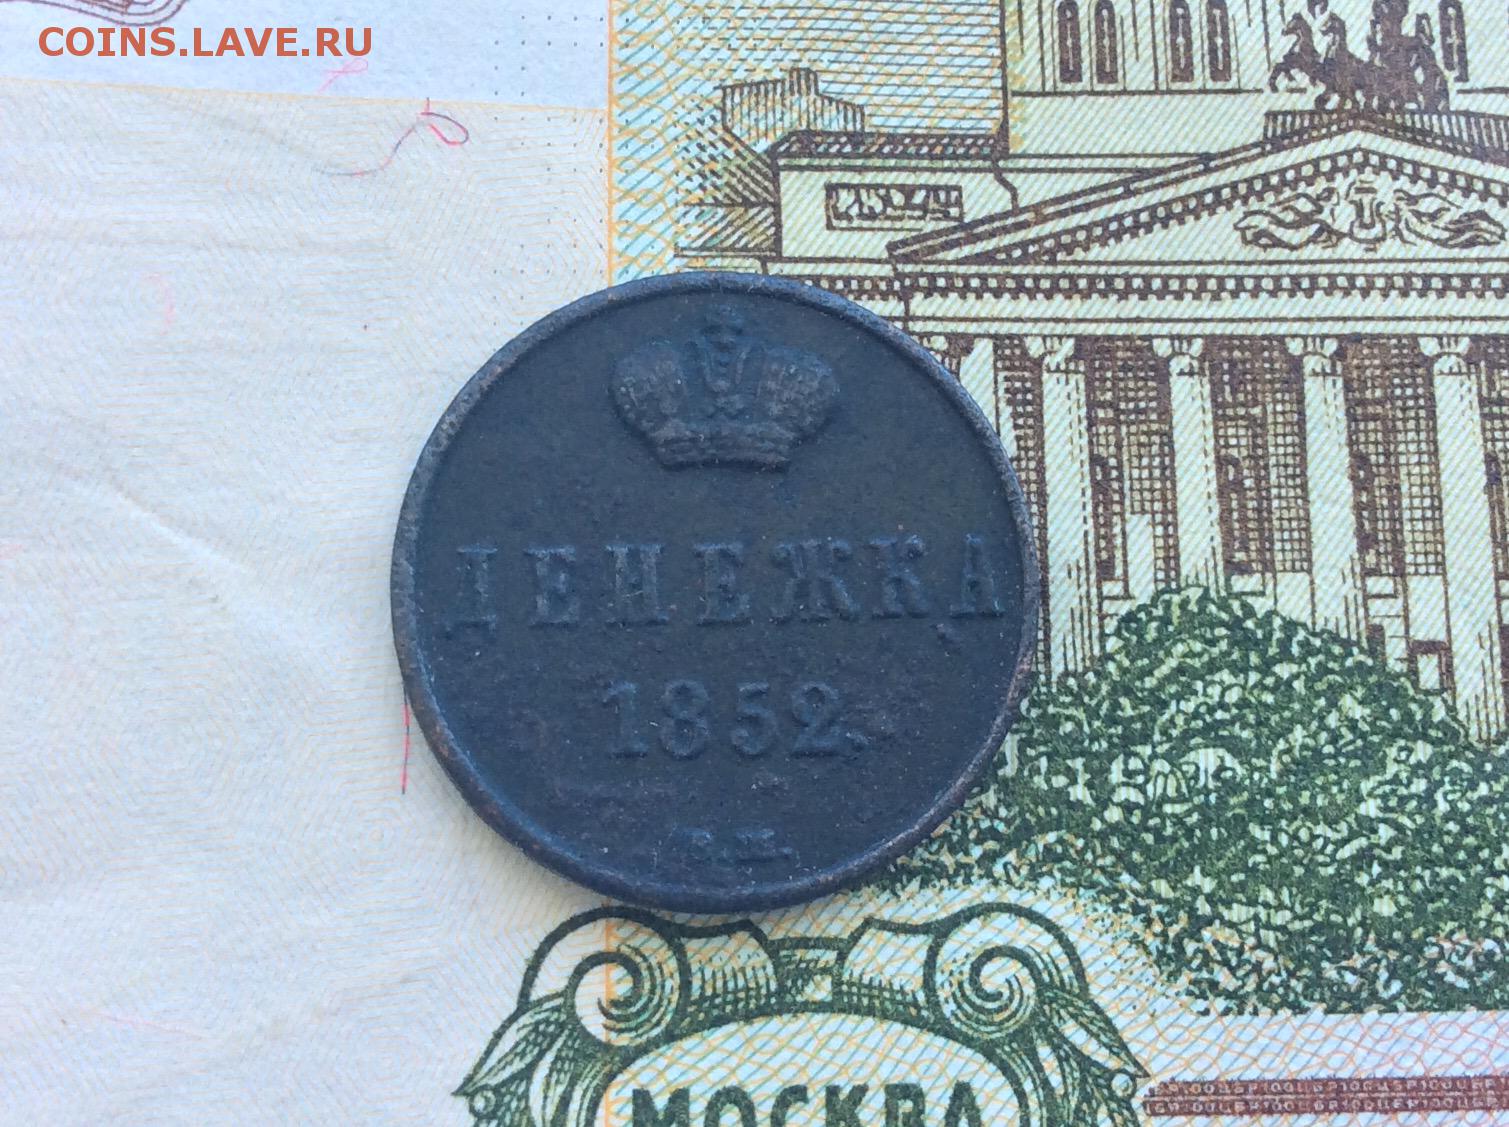 COINS.LAVE.RU
ДЕНЕЖКА
1852.
МОСКВА